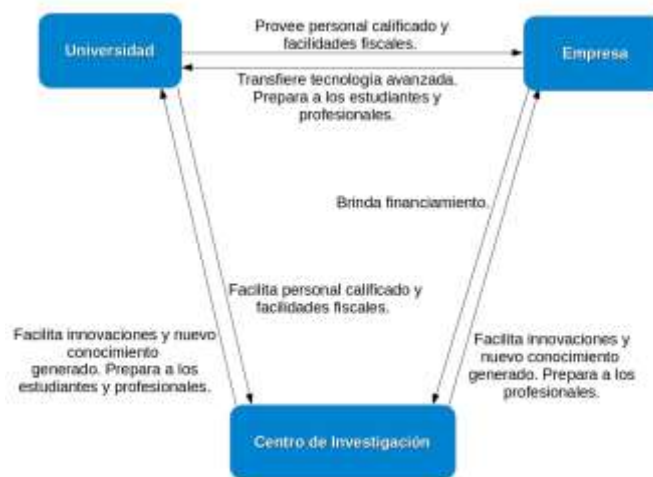 Universidad
Provee personal calificado y
facilidades fiscales.
Empresa
Transfiere tecnología avanzada.
Prepara a los estudiantes y
profesionales.
Brinda financiamiento.
Facilita personal calificado y
facilidades fiscales.
Facilita innovaciones y nuevo
conocimiento
generado. Prepara a los
estudiantes y profesionales.
Facilita innovaciones y
nuevo conocimiento
generado. Prepara a los
profesionales.
Centro de Investigación